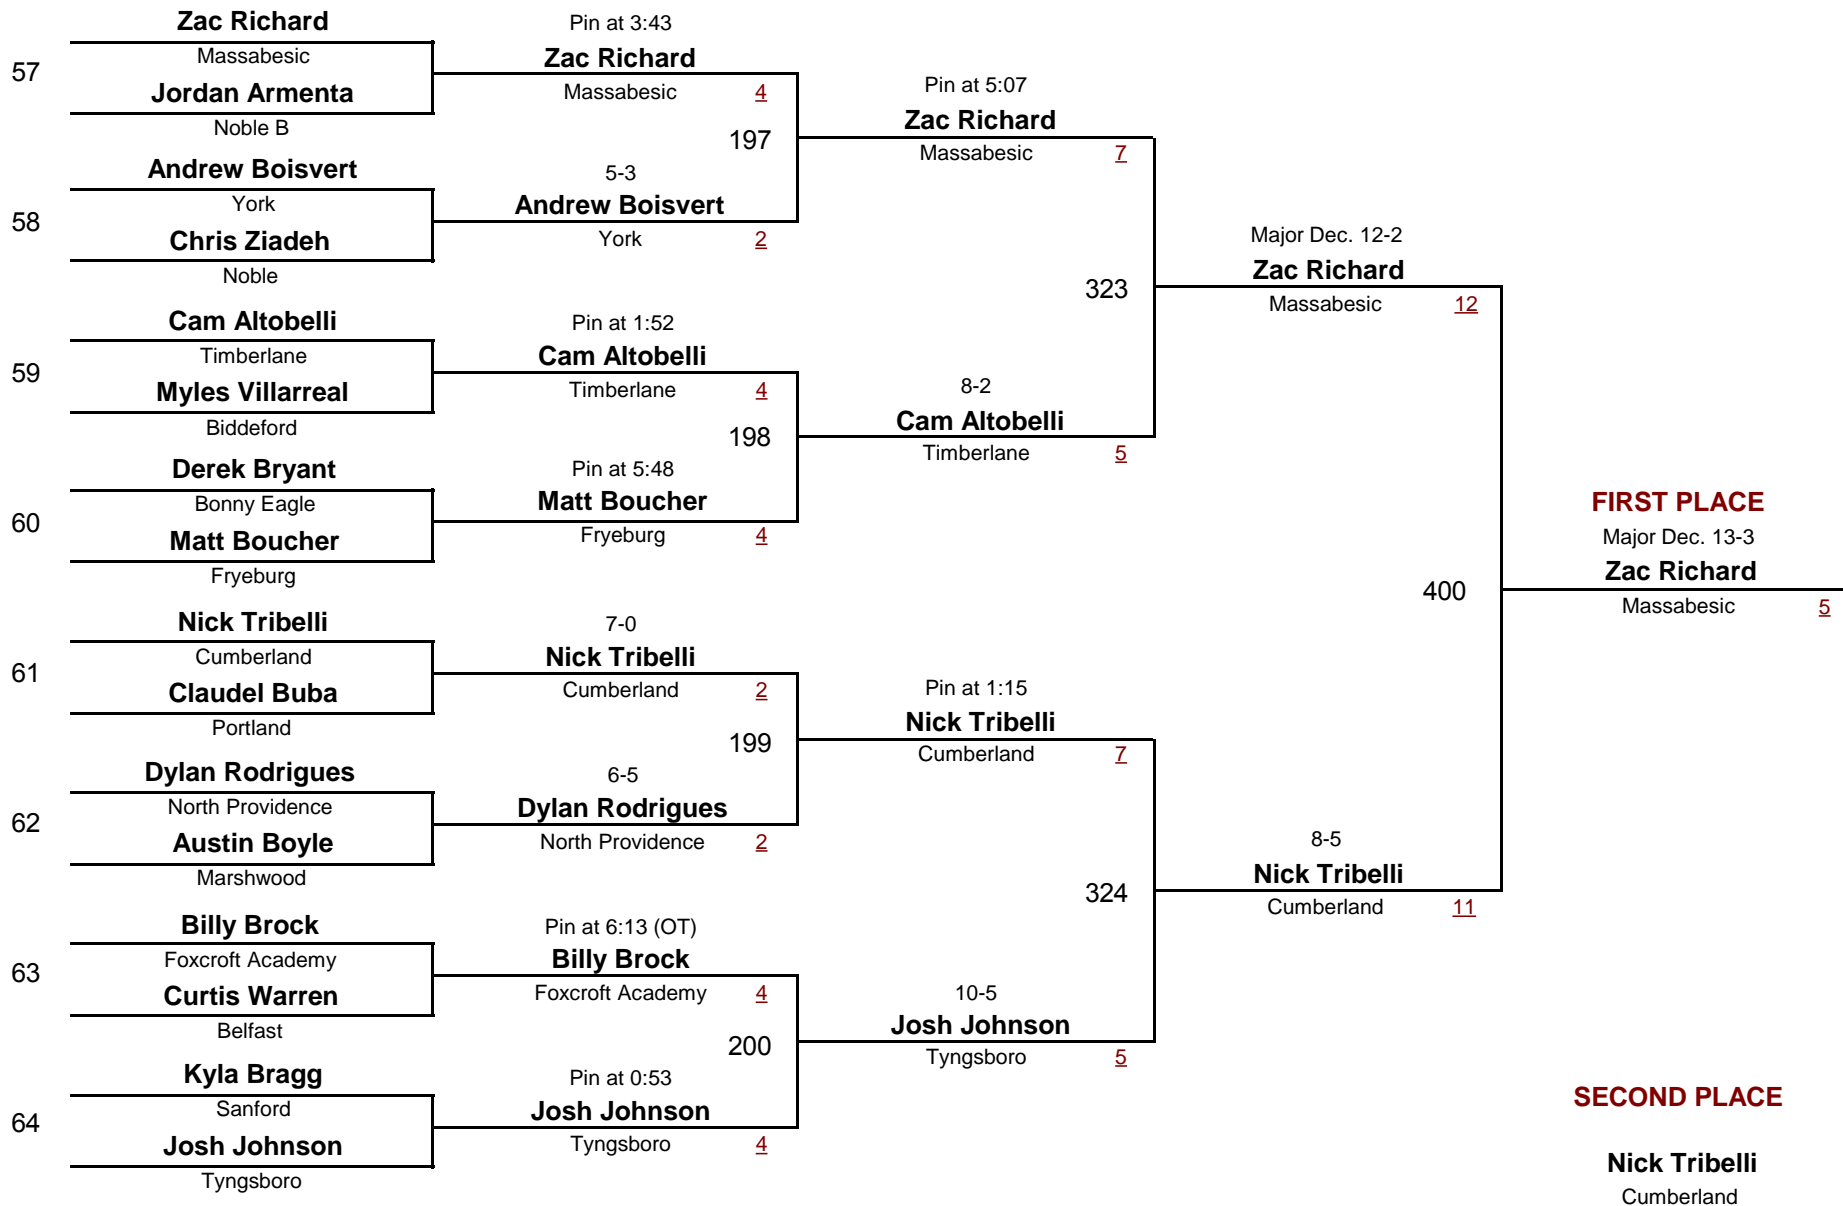 Zac Richard
Massabesic
57
Jordan Armenta
Noble B
Andrew Boisvert
York
58
Chris Ziadeh
Noble
Cam Altobelli
Timberlane
59
Myles Villarreal
Biddeford
Derek Bryant
Bonny Eagle
60
Matt Boucher
Fryeburg
Nick Tribelli
Cumberland
61
Claudel Buba
Portland
Dylan Rodrigues
North Providence
62
Austin Boyle
Marshwood
Billy Brock
Foxcroft Academy
63
Curtis Warren
Belfast
Kyla Bragg
Sanford
64
Josh Johnson
Tyngsboro
Pin at 3:43
Zac Richard
Massabesic 4
197
5-3
Andrew Boisvert
York 2
Pin at 1:52
Cam Altobelli
Timberlane 4
198
Pin at 5:48
Matt Boucher
Fryeburg 4
7-0
Nick Tribelli
Cumberland 2
199
6-5
Dylan Rodrigues
North Providence 2
Pin at 6:13 (OT)
Billy Brock
Foxcroft Academy 4
200
Pin at 0:53
Josh Johnson
Tyngsboro 4
Pin at 5:07
Zac Richard
Massabesic 7
323
8-2
Cam Altobelli
Timberlane 5
Pin at 1:15
Nick Tribelli
Cumberland 7
324
10-5
Josh Johnson
Tyngsboro 5
Major Dec. 12-2
Zac Richard
Massabesic 12
400
8-5
Nick Tribelli
Cumberland 11
FIRST PLACE
Major Dec. 13-3
Zac Richard
Massabesic 5
SECOND PLACE
Nick Tribelli
Cumberland